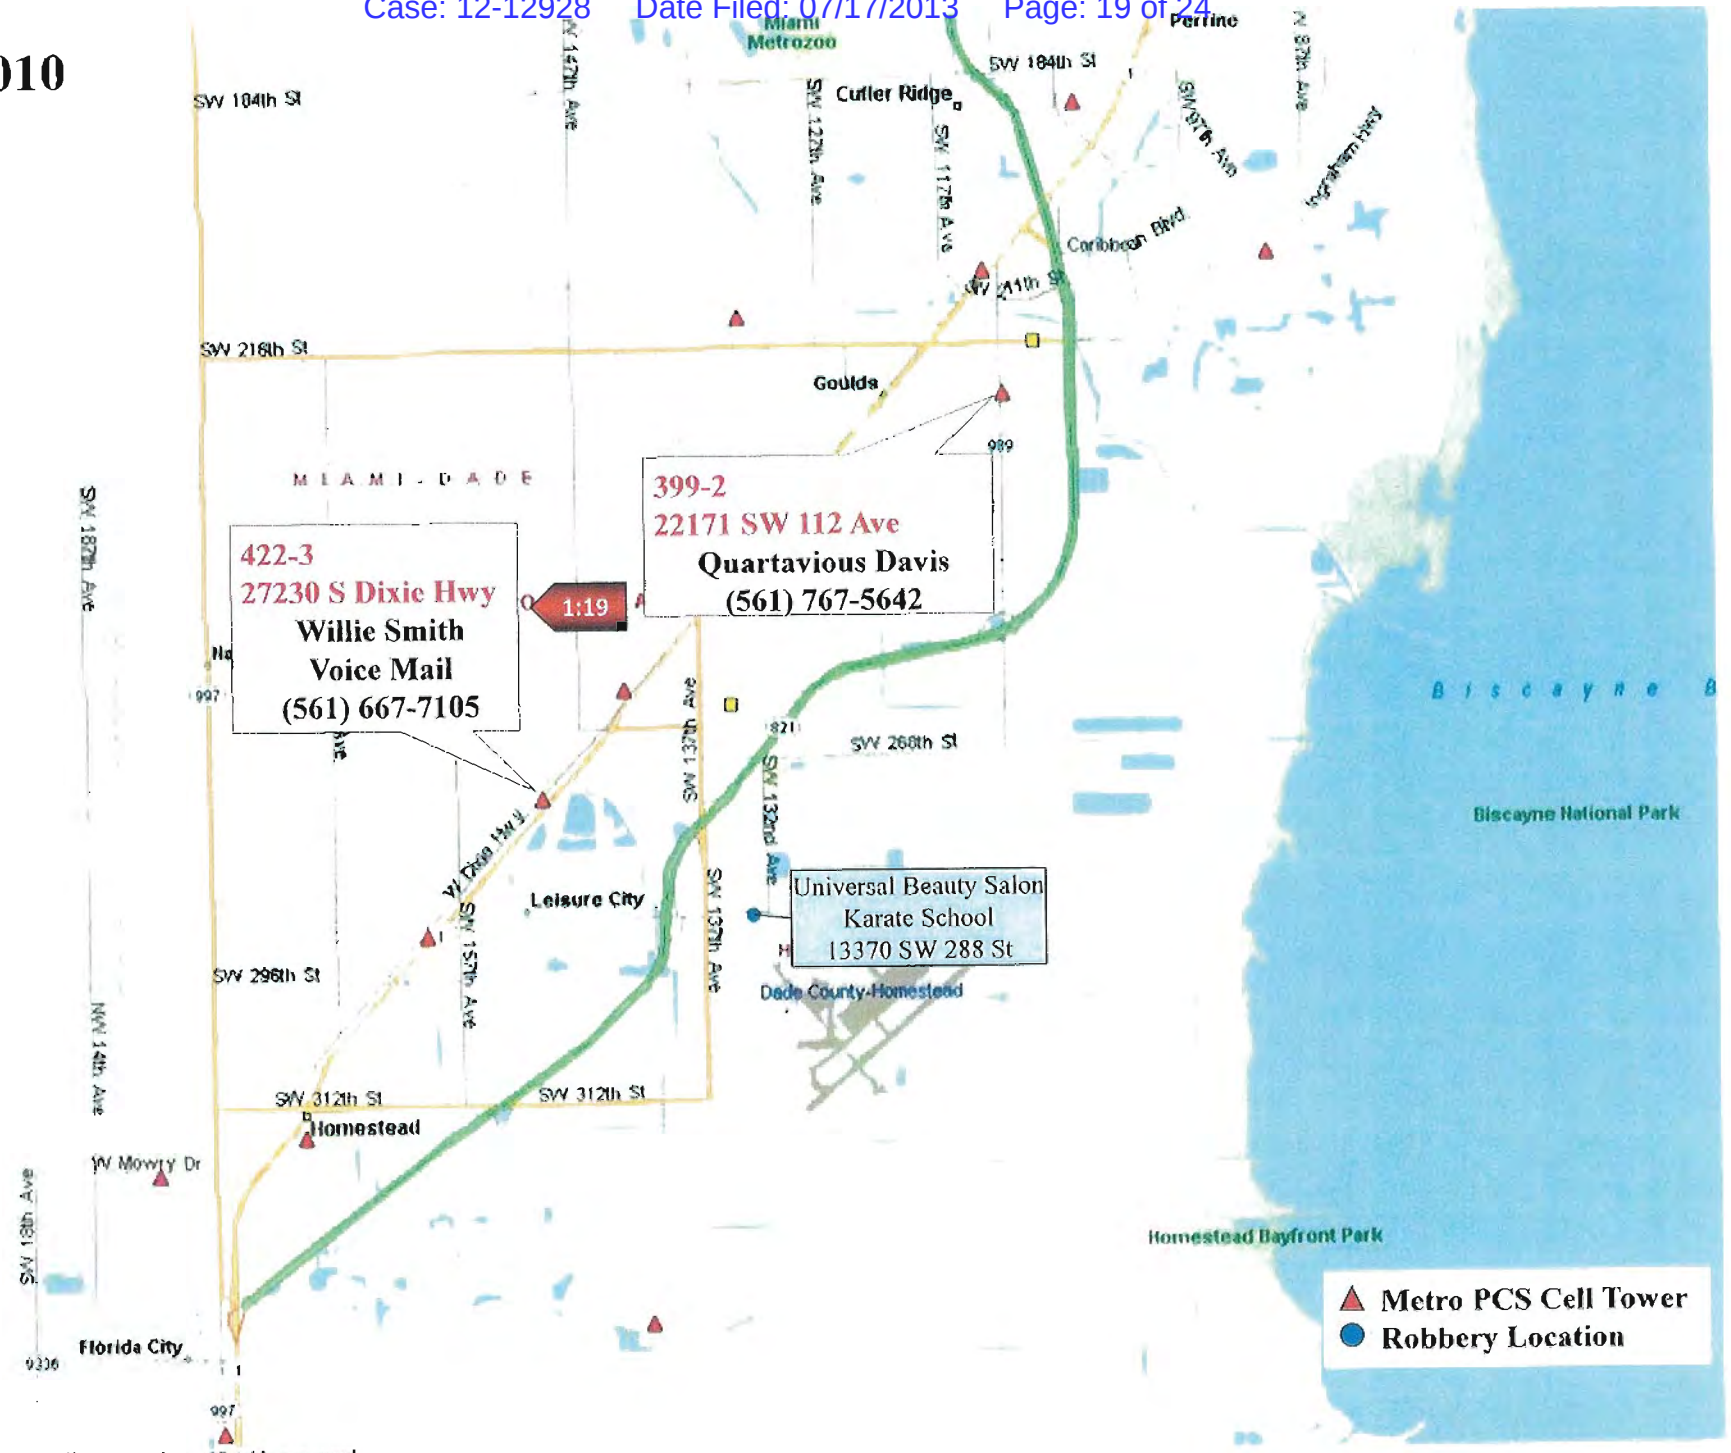 Case: 12-12928 Date Filed: 07/17/2013 Page: 19 of 24
010
Miami
Metrozoo
Perrine
SW 184th St
SW 184th St
SW 147th Ave
SW 127th Ave
Cutler Ridge
SW 117th Ave
SW 97th Ave
W 87th Ave
Ingraham Hwy
Caribbean Blvd.
SW 211th St
SW 216th St
Goulds
989
MIAMI-DADE
399-2
22171 SW 112 Ave
Quartavious Davis
(561) 767-5642
422-3
27230 S Dixie Hwy
Willie Smith
Voice Mail
(561) 667-7105
1:19
SW 187th Ave
Na
997
Ave
SW 137th Ave
821
SW 268th St
SW 132nd Ave
Biscayne B
Biscayne National Park
W Dixie Hwy.
Leisure City
SW 157th Ave
SW 137th Ave
Universal Beauty Salon
Karate School
13370 SW 288 St
H
Dade County-Homestead
SW 296th St
NW 14th Ave
SW 312th St
SW 312th St
Homestead
W Mowry Dr
SW 18th Ave
Homestead Bayfront Park
Metro PCS Cell Tower
Robbery Location
Florida City
9336
1
997